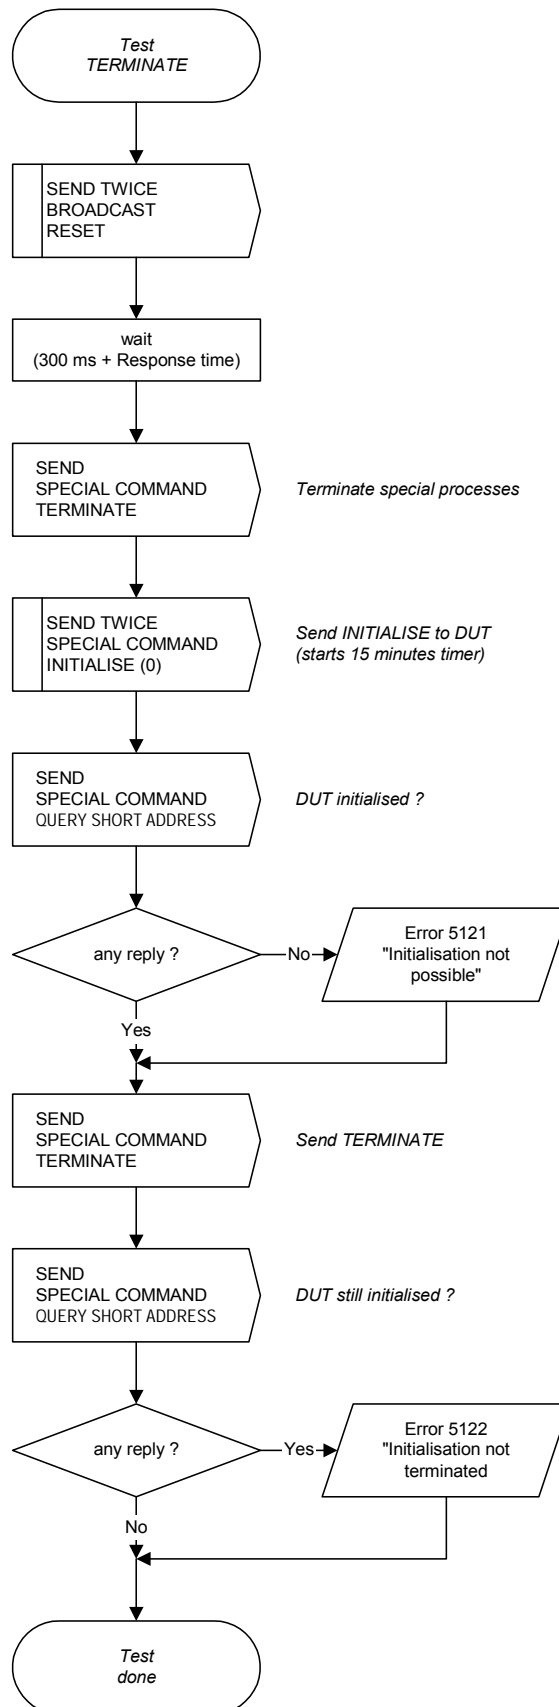 Test
TERMINATE
SEND TWICE
BROADCAST
RESET
wait
(300 ms + Response time)
SEND
SPECIAL COMMAND
TERMINATE
Terminate special processes
SEND TWICE
SPECIAL COMMAND
INITIALISE (0)
Send INITIALISE to DUT
(starts 15 minutes timer)
SEND
SPECIAL COMMAND
QUERY SHORT ADDRESS
DUT initialised ?
any reply ?
No
Error 5121
"Initialisation not
possible"
Yes
SEND
SPECIAL COMMAND
TERMINATE
Send TERMINATE
SEND
SPECIAL COMMAND
QUERY SHORT ADDRESS
DUT still initialised ?
any reply ?
Yes
Error 5122
"Initialisation not
terminated
No
Test
done